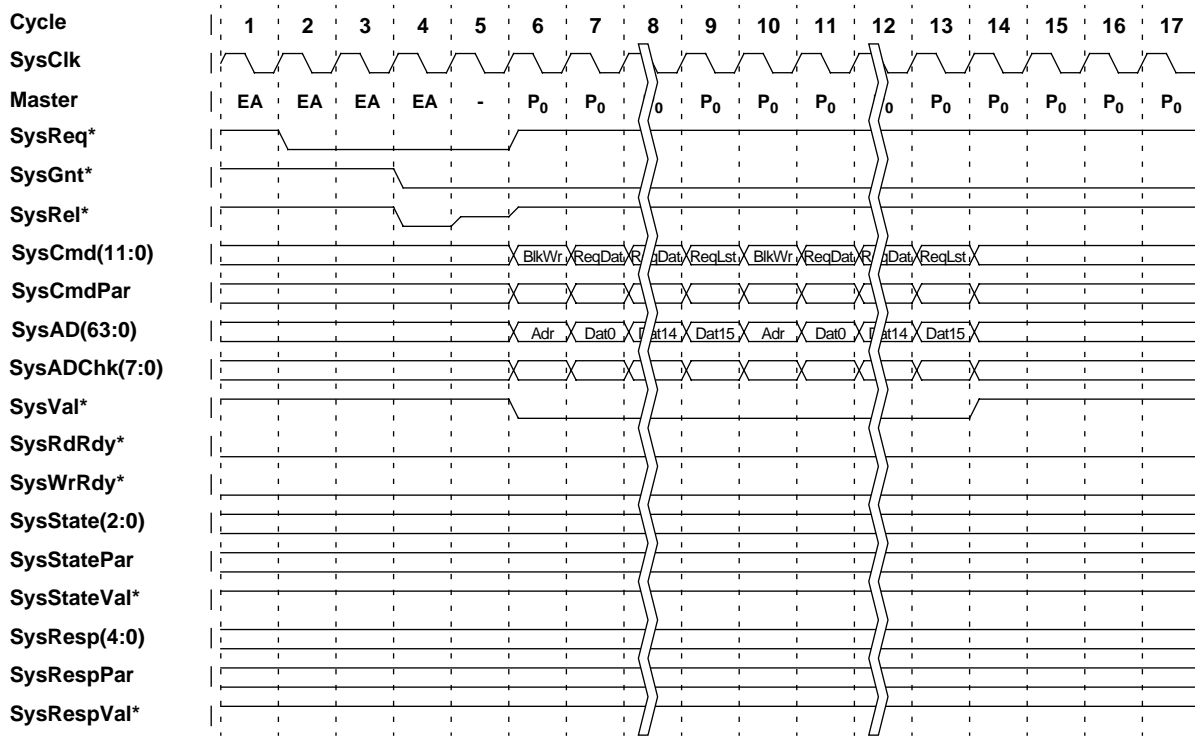 Cycle 1 2 3 4 5 6 7 8 9 10 11 12 13 14 15 16 17
SysClk
Master EA EA EA EA - P0 P0 0 P0 P0 P0 0 P0 P0 P0 P0 P0
SysReq*
SysGnt*
SysRel*
SysCmd(11:0) BlkWr ReqDat ReqLst BlkWr ReqDat ReqLst
SysCmdPar
SysAD(63:0) Adr Dat0 Dat15 Adr Dat0 Dat15
SysADChk(7:0)
SysVal*
SysRdRdy*
SysWrRdy*
SysState(2:0)
SysStatePar
SysStateVal*
SysResp(4:0)
SysRespPar
SysRespVal*